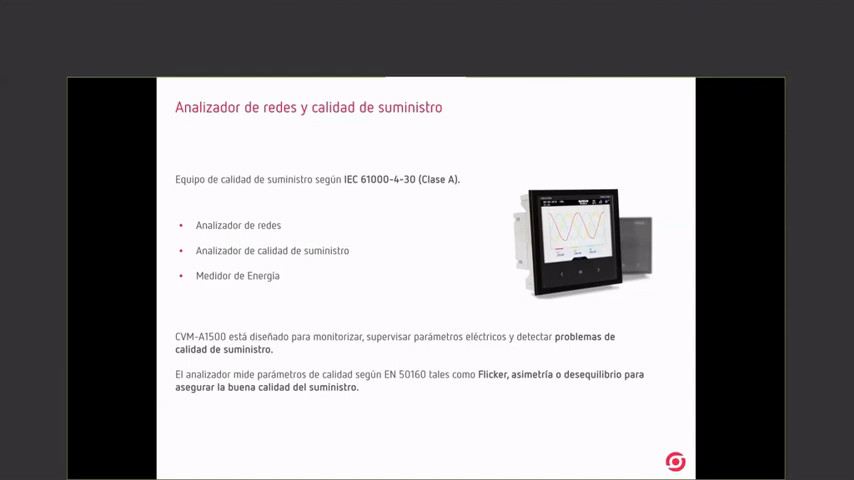 Analizador de redes y calidad de suministro
Equipo de calidad de suministro según IEC 61000-4-30 (Clase A).
• Analizador de redes
• Analizador de calidad de suministro
• Medidor de Energía
CVM-A1500 está diseñado para monitorizar, supervisar parámetros eléctricos y detectar problemas de
calidad de suministro.
El analizador mide parámetros de calidad según EN 50160 tales como Flicker, asimetría o desequilibrio para
asegurar la buena calidad del suministro.